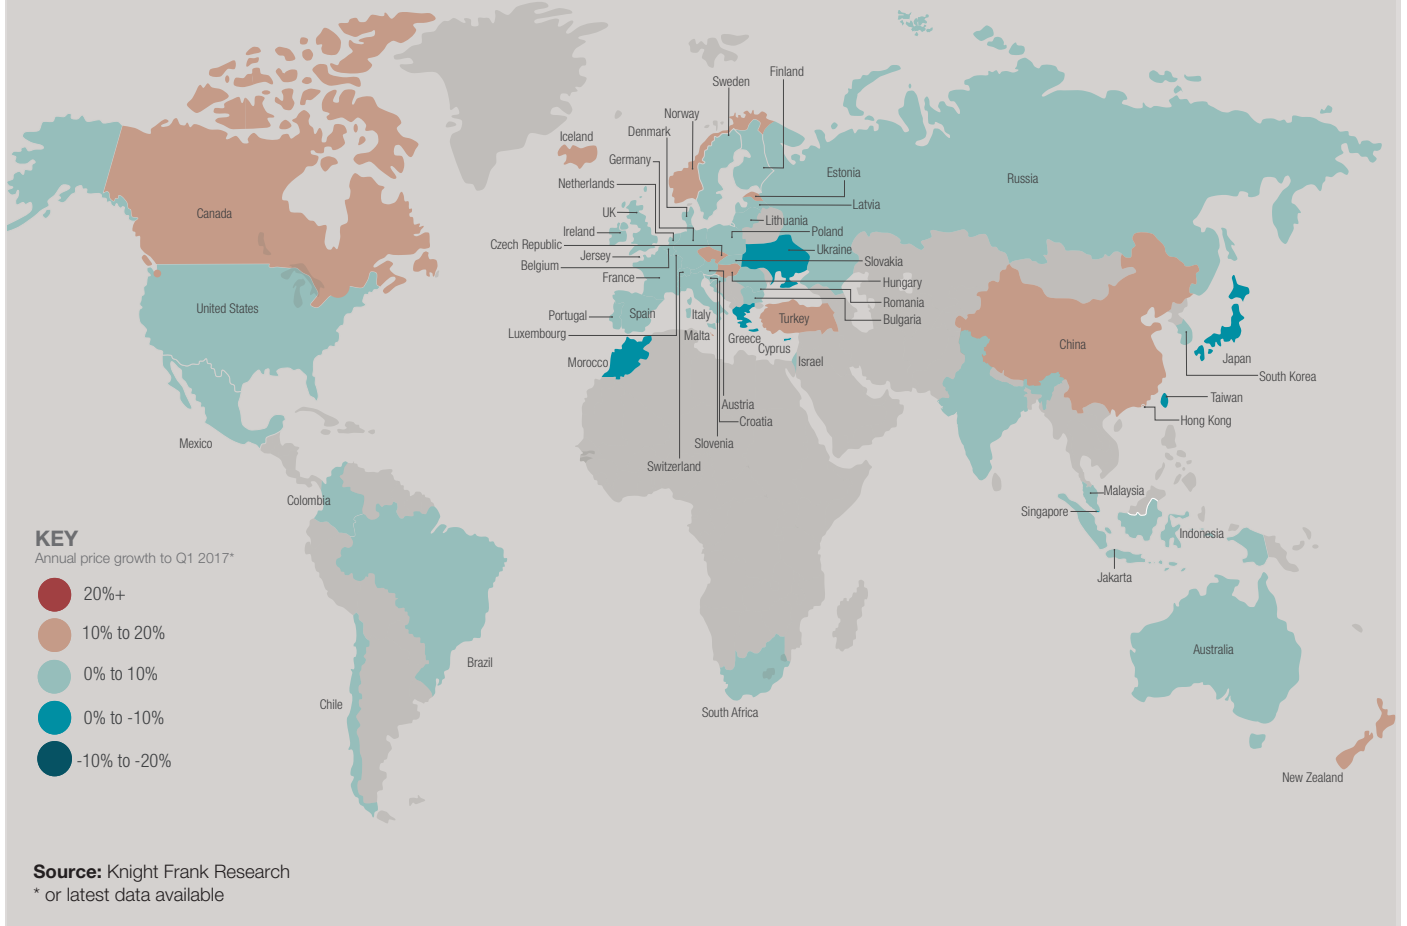 Finland
Sweden
Norway
Denmark
Iceland
Germany
Estonia
Russia
Netherlands
Latvia
Canada
UK
Lithuania
Ireland
Poland
Czech Republic
Ukraine
Jersey
Slovakia
Belgium
France
Hungary
Romania
United States
Portugal
Spain
Italy
Turkey
Bulgaria
Luxembourg
Malta
Greece
China
Cyprus
Japan
Morocco
Israel
South Korea
Taiwan
Austria
Croatia
Hong Kong
Mexico
Slovenia
Switzerland
Malaysia
Colombia
Singapore
Indonesia
KEY
Annual price growth to Q1 2017*
Jakarta
20%+
10% to 20%
Australia
Brazil
0% to 10%
Chile
South Africa
0% to -10%
-10% to -20%
New Zealand
Source: Knight Frank Research
* or latest data available